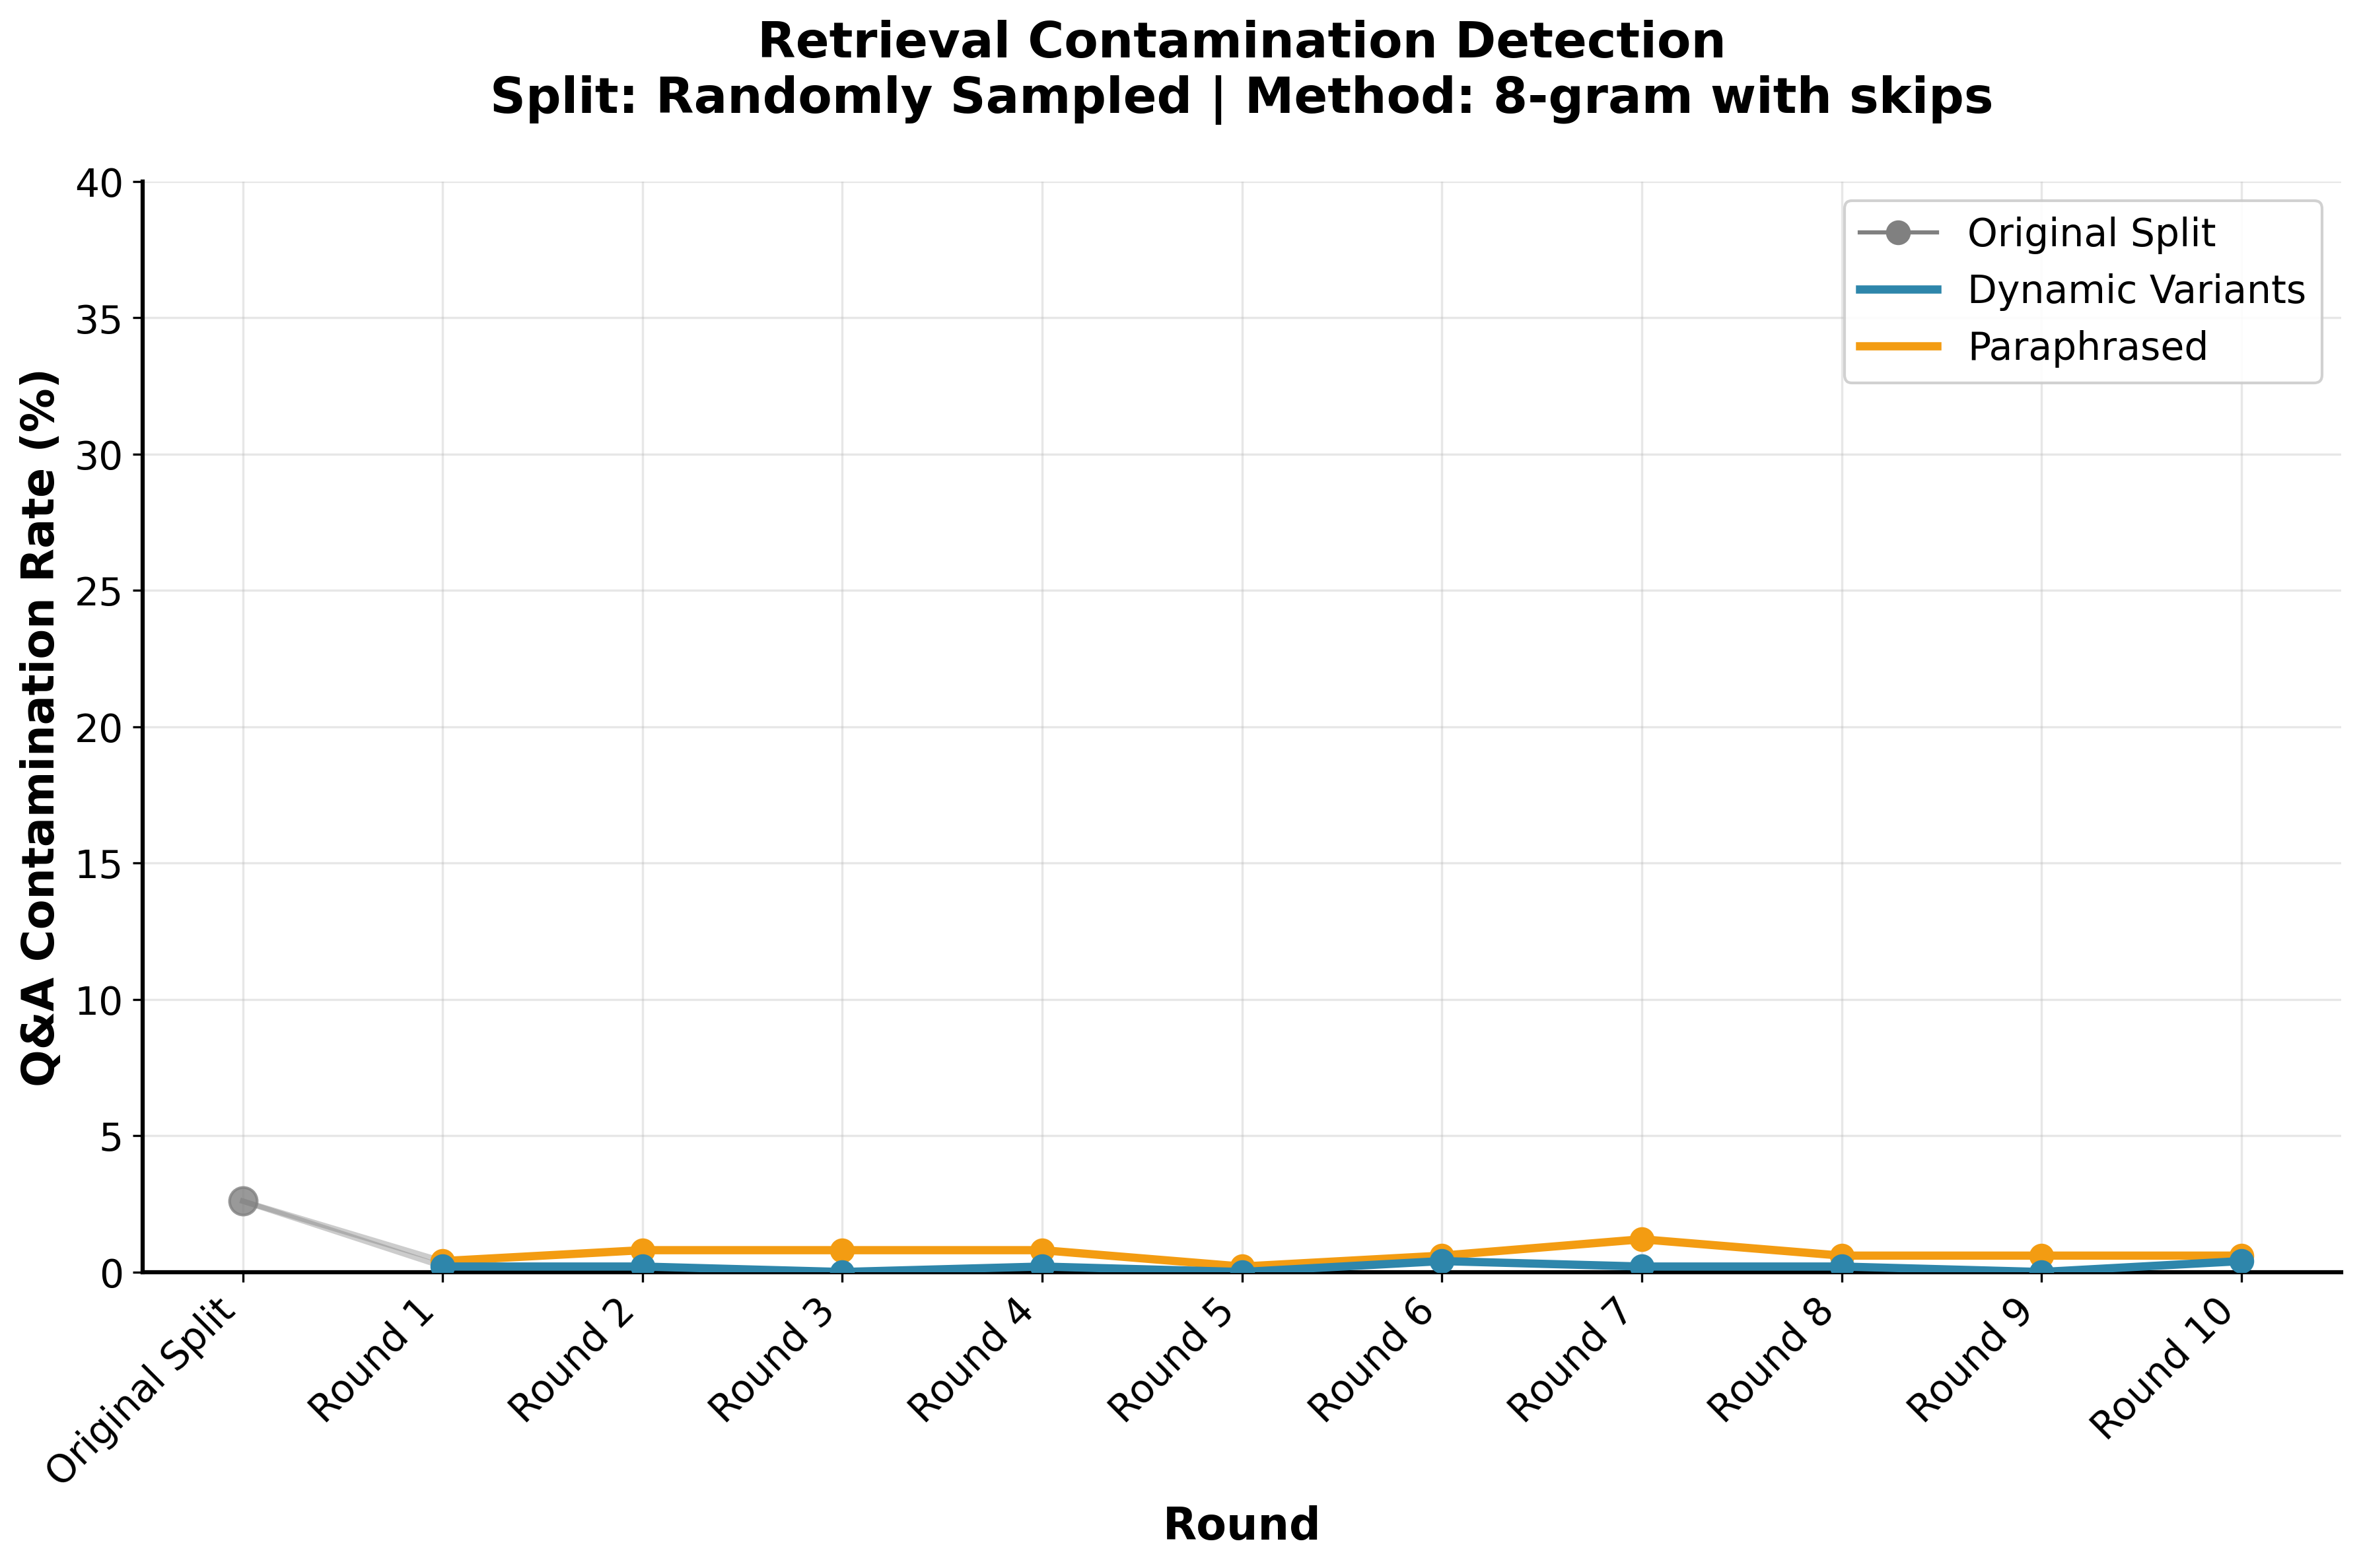 Retrieval Contamination Detection
Split: Randomly Sampled | Method: 8-gram with skips
Q&A Contamination Rate (%)
40
35
30
25
20
15
10
5
0
Original Split
Dynamic Variants
Paraphrased
Original Split
Round 1
Round 2
Round 3
Round 4
Round 5
Round 6
Round 7
Round 8
Round 9
Round 10
Round